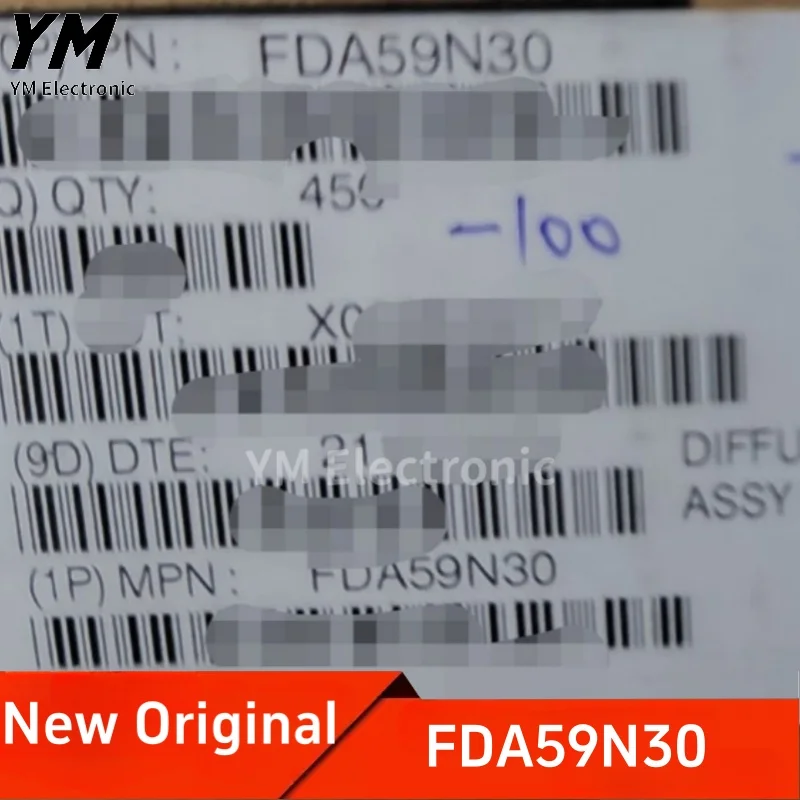 YM
YM Electronic
PN: FDA59N30
Q) QTY: 45
-100
(1T) T: X
(9D) DTE: 21
DIFFU
ASSY
YM Electronic
(1P) MPN: FDA59N30
New Original
FDA59N30